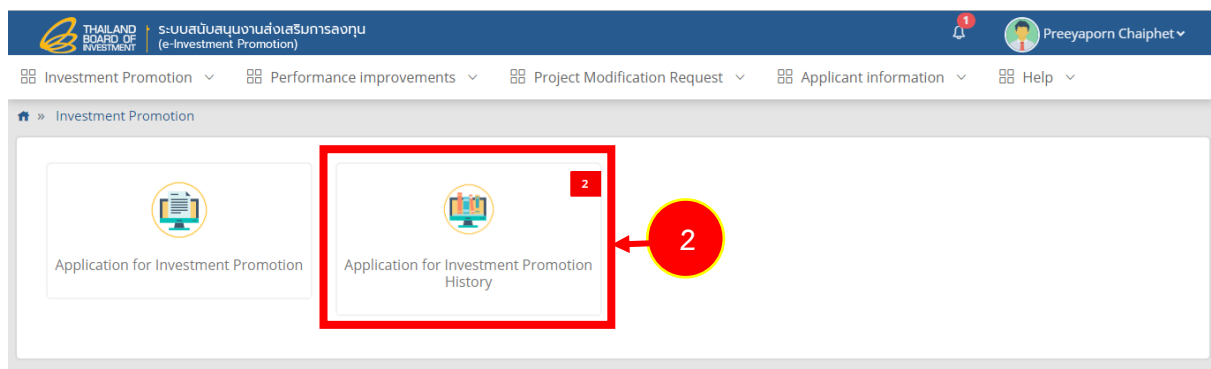 THAILAND
BOARD OF
INVESTMENT
ระบบสนับสนุนงานส่งเสริมการลงทุน
(e-Investment Promotion)
1
Preeyaporn Chaiphet
Investment Promotion
Performance improvements
Project Modification Request
Applicant information
Help
» Investment Promotion
Application for Investment Promotion
2
Application for Investment Promotion
History
2